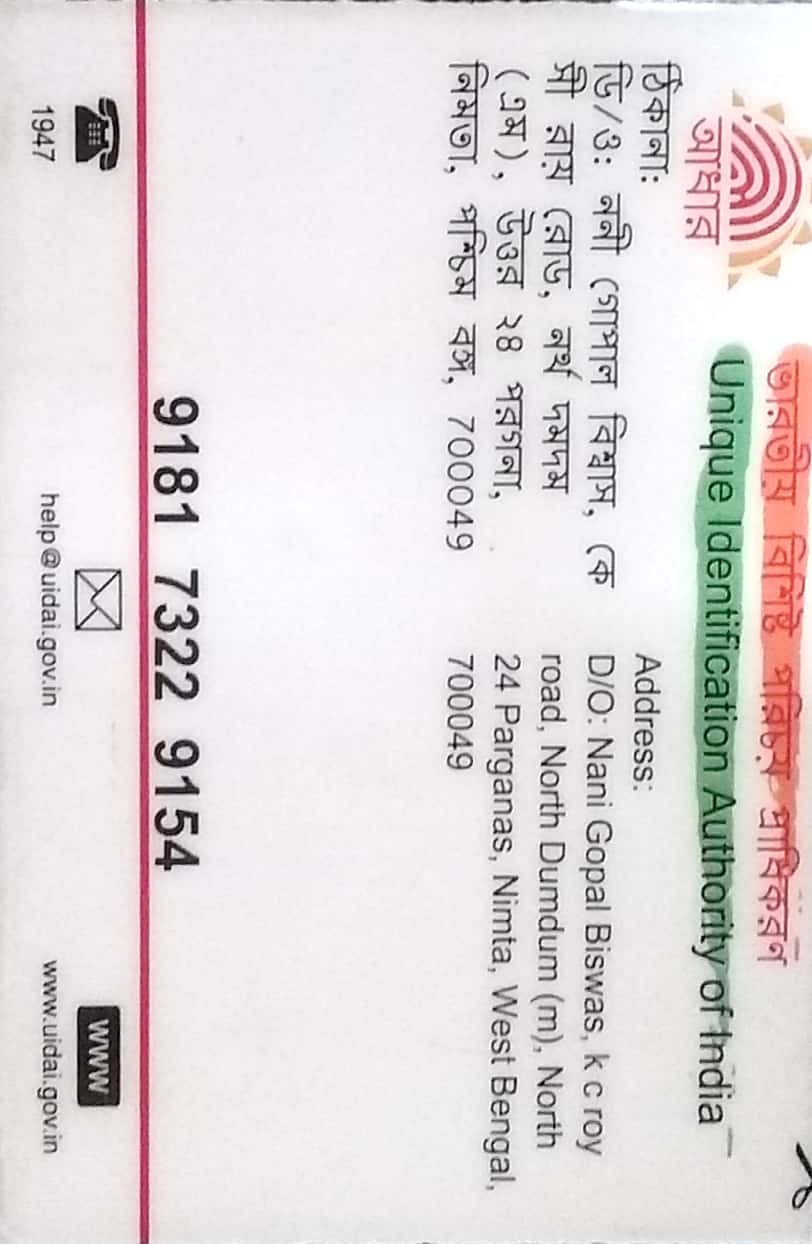 ভারতীয় বিশিষ্ট পরিচয় প্রাধিকরণ
Unique Identification Authority of India
আধার
ঠিকানা:
ডি/ও: ননী গোপাল বিশ্বাস, কে
সী রায় রোড, নর্থ দমদম
(এম), উওর ২৪ পরগনা,
নিমতা, পশ্চিম বঙ্গ, 700049
Address:
D/O: Nani Gopal Biswas, k c roy
road, North Dumdum (m), North
24 Parganas, Nimta, West Bengal,
700049
9181 7322 9154
1947
help@uidai.gov.in
www
www.uidai.gov.in